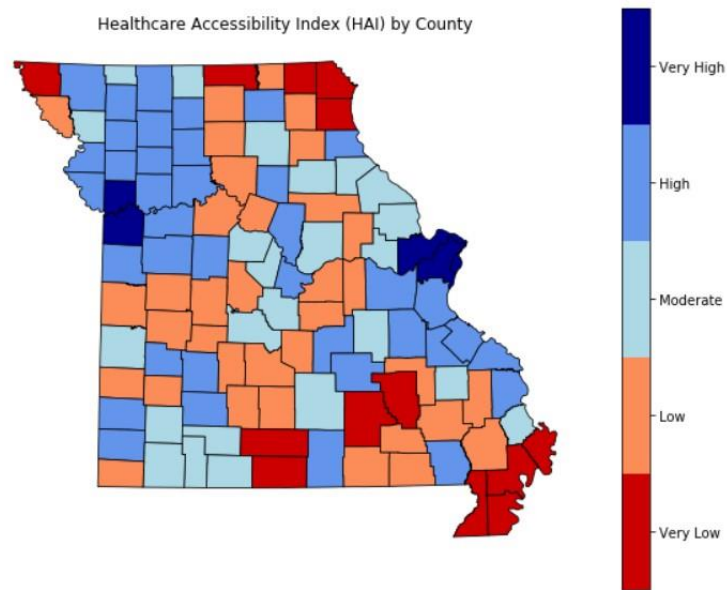 Healthcare Accessibility Index (HAI) by County
Very High
High
Moderate
Low
Very Low